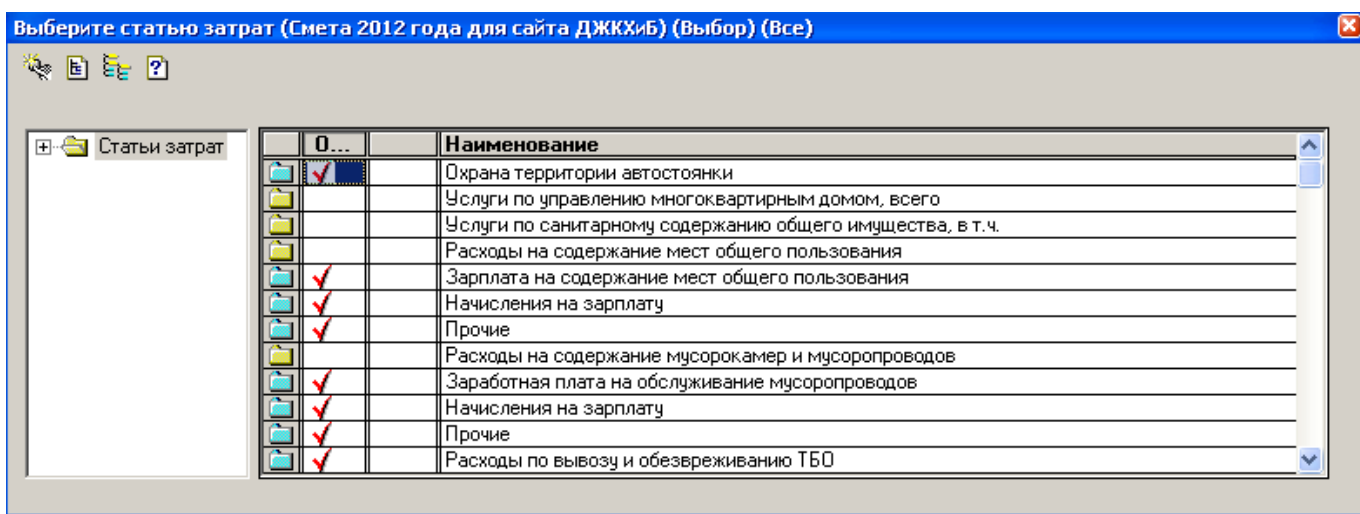 Выберите статью затрат (Смета 2012 года для сайта ДЖКХиБ) (Выбор) (Все)
Статьи затрат
О... Наименование
Охрана территории автостоянки
Услуги по управлению многоквартирным домом, всего
Услуги по санитарному содержанию общего имущества, в т.ч.
Расходы на содержание мест общего пользования
Зарплата на содержание мест общего пользования
Начисления на зарплату
Прочие
Расходы на содержание мусорокамер и мусоропроводов
Заработная плата на обслуживание мусоропроводов
Начисления на зарплату
Прочие
Расходы по вывозу и обезвреживанию ТБО